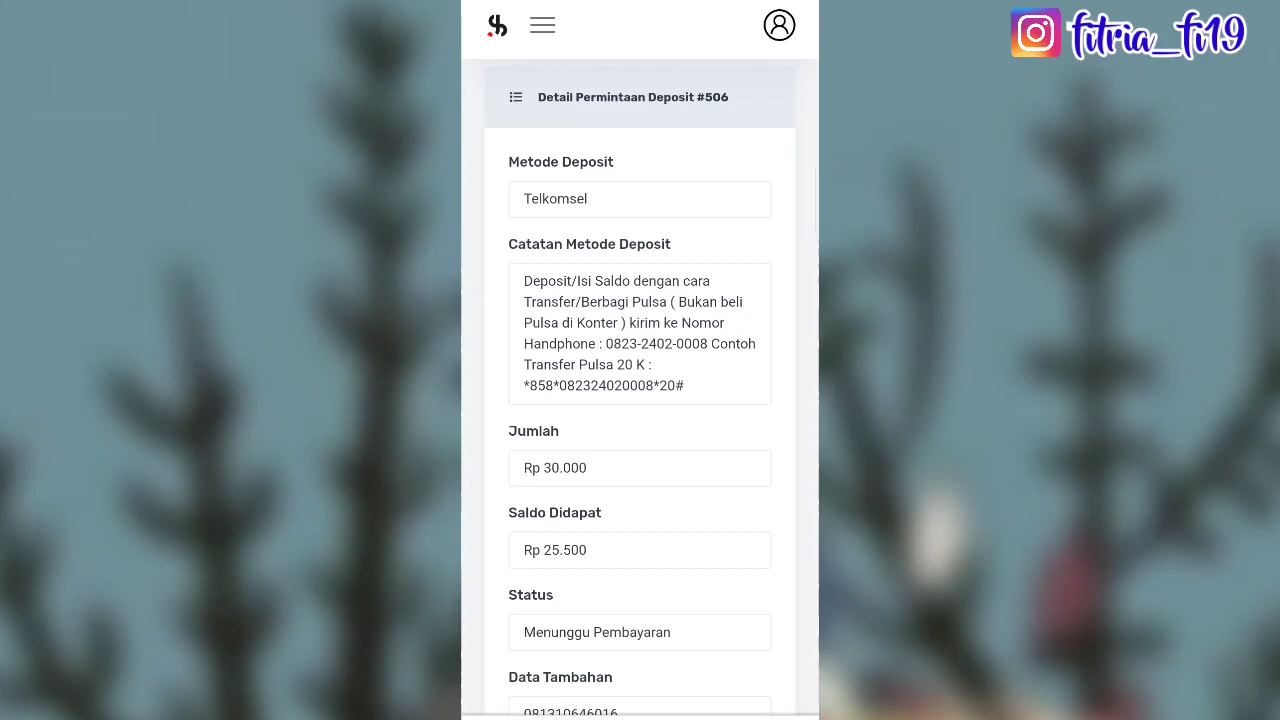 fitria_fi19
Detail Permintaan Deposit #506
Metode Deposit
Telkomsel
Catatan Metode Deposit
Deposit/Isi Saldo dengan cara
Transfer/Berbagi Pulsa ( Bukan beli
Pulsa di Konter ) kirim ke Nomor
Handphone : 0823-2402-0008 Contoh
Transfer Pulsa 20 K :
*858*082324020008*20#
Jumlah
Rp 30.000
Saldo Didapat
Rp 25.500
Status
Menunggu Pembayaran
Data Tambahan
081310646016